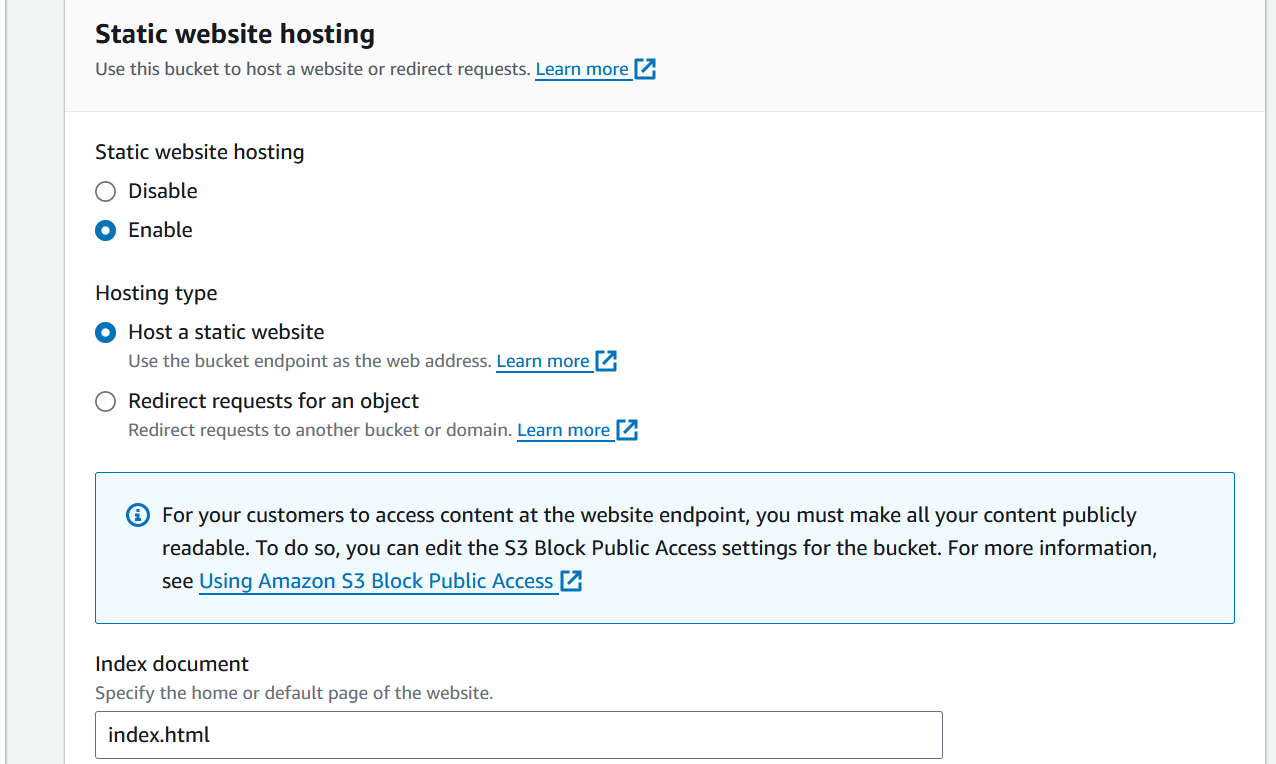 Static website hosting
Use this bucket to host a website or redirect requests. Learn more
Static website hosting
Disable
Enable
Hosting type
Host a static website
Use the bucket endpoint as the web address. Learn more
Redirect requests for an object
Redirect requests to another bucket or domain. Learn more
For your customers to access content at the website endpoint, you must make all your content publicly
readable. To do so, you can edit the S3 Block Public Access settings for the bucket. For more information,
see Using Amazon S3 Block Public Access
Index document
Specify the home or default page of the website.
index.html